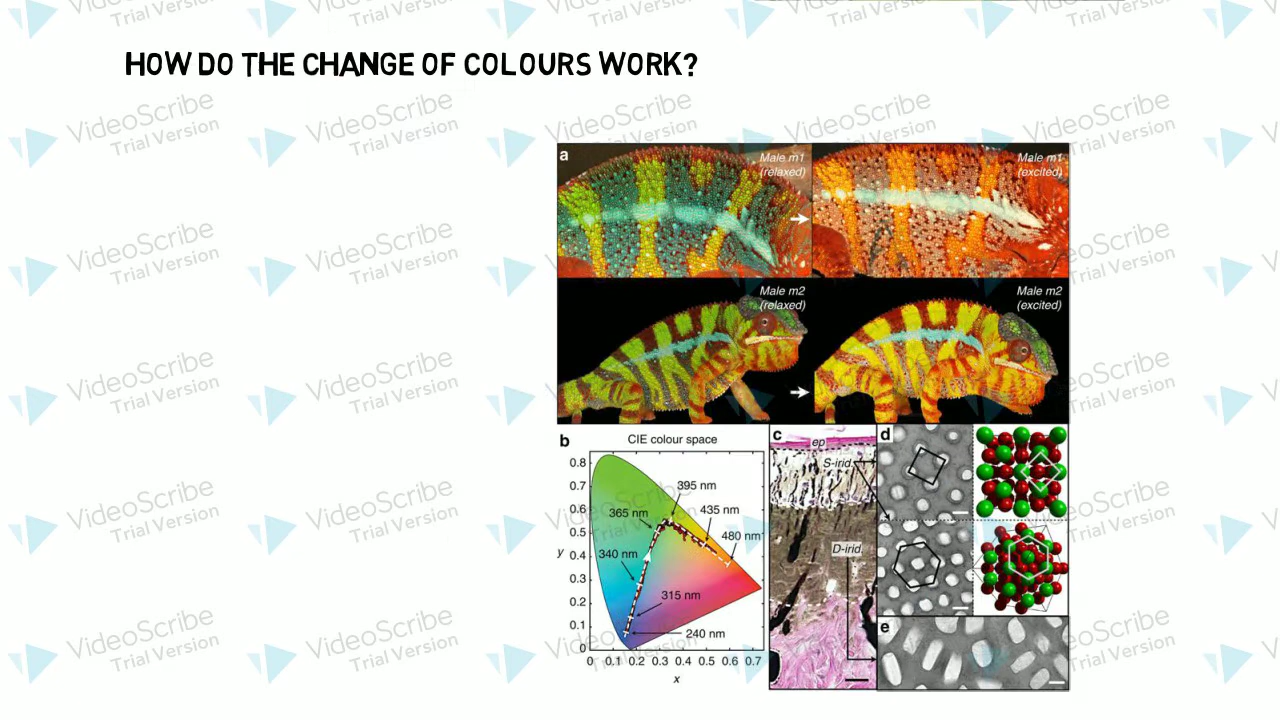 HOW DO THE CHANGE OF COLOURS WORK?
VideoScribe
Trial Version
a
Male m1
(relaxed)
Male m1
(excited)
Male m2
(relaxed)
Male m2
(excited)
b
CIE colour space
0.8
0.7
0.6
0.5
0.4
0.3
0.2
0.1
0
y
395 nm
365 nm
435 nm
480 nm
340 nm
315 nm
240 nm
0 0.1 0.2 0.3 0.4 0.5 0.6 0.7
x
c
ep
S-irid.
D-irid.
d
e